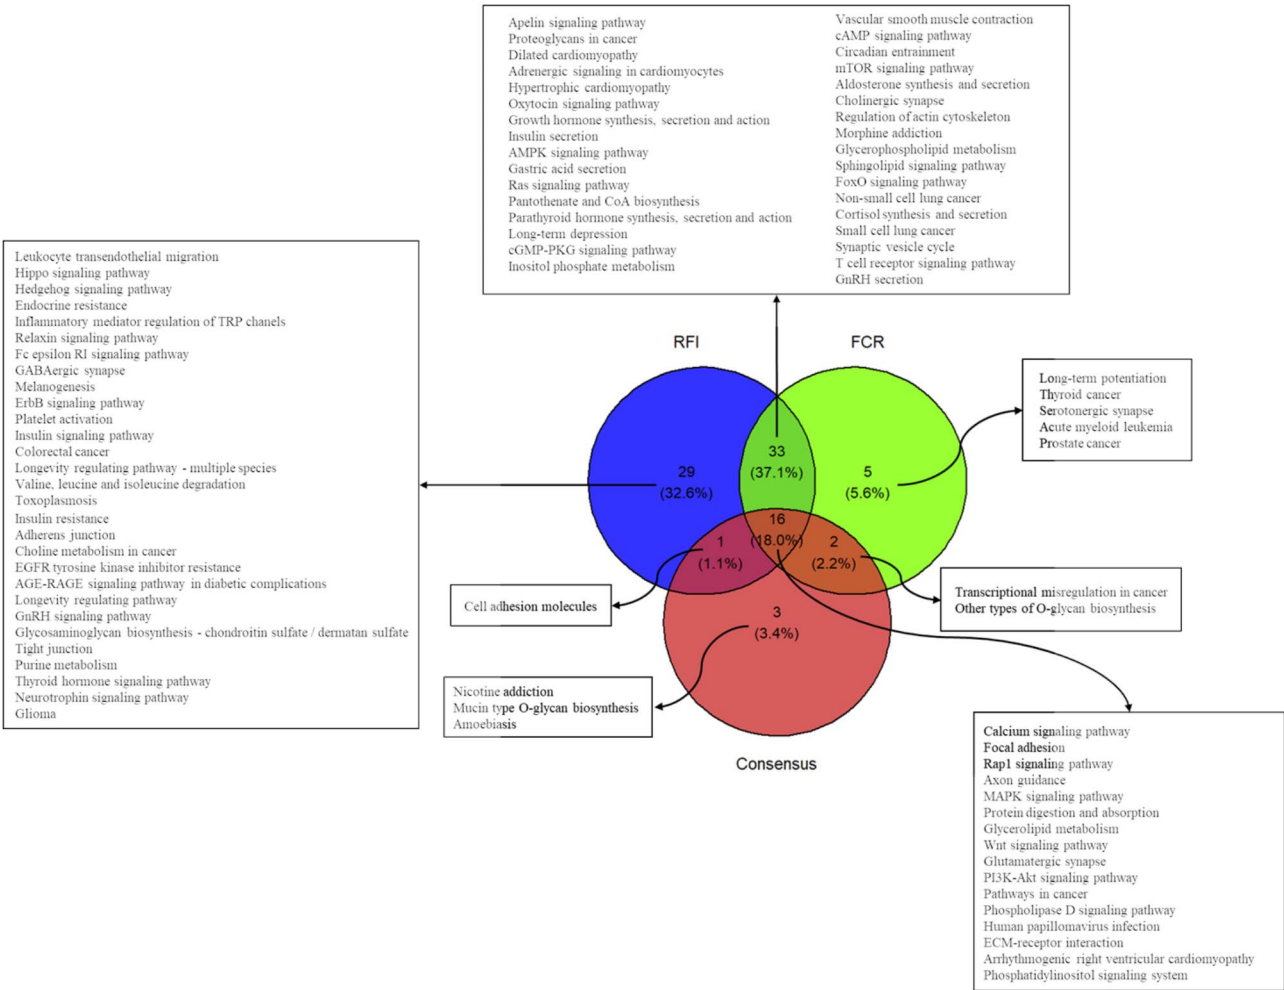 Apelin signaling pathway
Proteoglycans in cancer
Dilated cardiomyopathy
Adrenergic signaling in cardiomyocytes
Hypertrophic cardiomyopathy
Oxytocin signaling pathway
Growth hormone synthesis, secretion and action
Insulin secretion
AMPK signaling pathway
Gastric acid secretion
Ras signaling pathway
Pantothenate and CoA biosynthesis
Parathyroid hormone synthesis, secretion and action
Long-term depression
cGMP-PKG signaling pathway
Inositol phosphate metabolism
Vascular smooth muscle contraction
cAMP signaling pathway
Circadian entrainment
mTOR signaling pathway
Aldosterone synthesis and secretion
Cholinergic synapse
Regulation of actin cytoskeleton
Morphine addiction
Glycerophospholipid metabolism
Sphingolipid signaling pathway
FoxO signaling pathway
Non-small cell lung cancer
Cortisol synthesis and secretion
Small cell lung cancer
Synaptic vesicle cycle
T cell receptor signaling pathway
GnRH secretion
Leukocyte transendothelial migration
Hippo signaling pathway
Hedgehog signaling pathway
Endocrine resistance
Inflammatory mediator regulation of TRP chanels
Relaxin signaling pathway
Fc epsilon RI signaling pathway
GABAergic synapse
Melanogenesis
ErbB signaling pathway
Platelet activation
Insulin signaling pathway
Colorectal cancer
Longevity regulating pathway - multiple species
Valine, leucine and isoleucine degradation
Toxoplasmosis
Insulin resistance
Adherens junction
Choline metabolism in cancer
EGFR tyrosine kinase inhibitor resistance
AGE-RAGE signaling pathway in diabetic complications
Longevity regulating pathway
GnRH signaling pathway
Glycosaminoglycan biosynthesis - chondroitin sulfate / dermatan sulfate
Tight junction
Purine metabolism
Thyroid hormone signaling pathway
Neurotrophin signaling pathway
Glioma
RFI
FCR
29
(32.6%)
33
(37.1%)
5
(5.6%)
16
(18.0%)
1
(1.1%)
2
(2.2%)
3
(3.4%)
Consensus
Long-term potentiation
Thyroid cancer
Serotonergic synapse
Acute myeloid leukemia
Prostate cancer
Cell adhesion molecules
Transcriptional misregulation in cancer
Other types of O-glycan biosynthesis
Nicotine addiction
Mucin type O-glycan biosynthesis
Amoebiasis
Calcium signaling pathway
Focal adhesion
Rap1 signaling pathway
Axon guidance
MAPK signaling pathway
Protein digestion and absorption
Glycerolipid metabolism
Wnt signaling pathway
Glutamatergic synapse
PI3K-Akt signaling pathway
Pathways in cancer
Phospholipase D signaling pathway
Human papillomavirus infection
ECM-receptor interaction
Arrhythmogenic right ventricular cardiomyopathy
Phosphatidylinositol signaling system